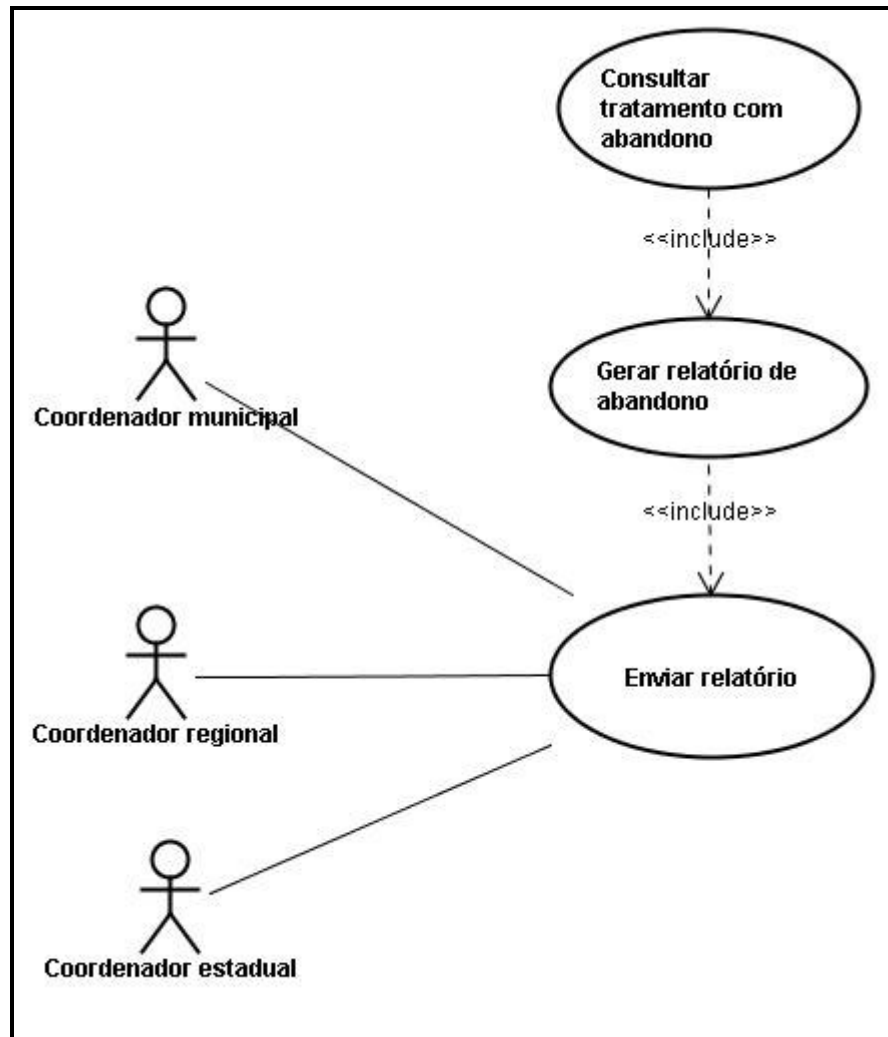 Consultar
tratamento com
abandono
<<include>>
Gerar relatório de
abandono
Coordenador municipal
<<include>>
Enviar relatório
Coordenador regional
Coordenador estadual